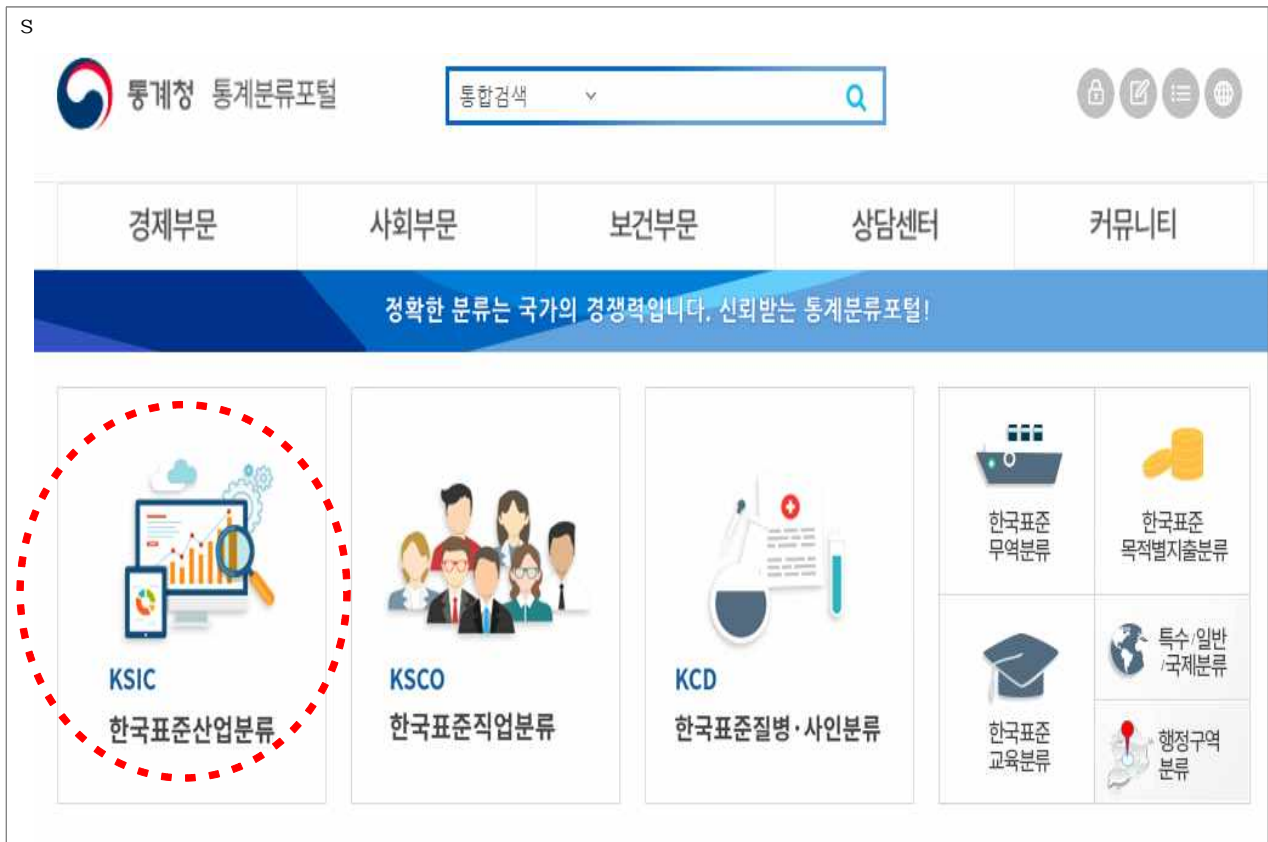 s
통계청 통계분류포털
통합검색
경제부문
사회부문
보건부문
상담센터
커뮤니티
정확한 분류는 국가의 경쟁력입니다. 신뢰받는 통계분류포털!
KSIC
한국표준산업분류
KSCO
한국표준직업분류
KCD
한국표준질병·사인분류
한국표준
무역분류
한국표준
목적별지출분류
한국표준
교육분류
특수/일반
/국제분류
행정구역
분류